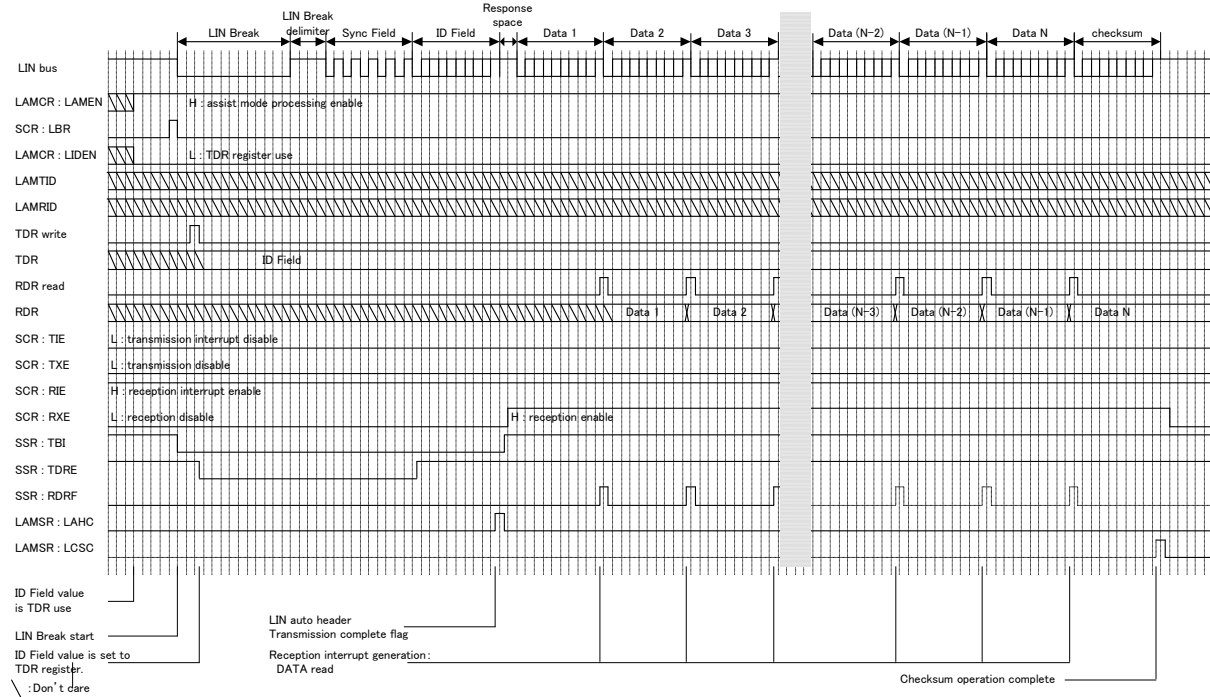 Response
space
LIN Break
delimiter
LIN Break
Sync Field
ID Field
Data 1
Data 2
Data 3
Data (N-2)
Data (N-1)
Data N
checksum
LIN bus
LAMCR : LAMEN
H : assist mode processing enable
SCR : LBR
LAMCR : LIDEN
L : TDR register use
LAMTID
LAMRID
TDR write
TDR
ID Field
RDR read
RDR
Data 1
Data 2
Data (N-3)
Data (N-2)
Data (N-1)
Data N
SCR : TIE
L : transmission interrupt disable
SCR : TXE
L : transmission disable
SCR : RIE
H : reception interrupt enable
SCR : RXE
L : reception disable
H : reception enable
SSR : TBI
SSR : TDRE
SSR : RDRF
LAMSR : LAHC
LAMSR : LCSC
ID Field value
is TDR use
LIN Break start
ID Field value is set to
TDR register.
\ : Don't care
LIN auto header
Transmission complete flag
Reception interrupt generation:
DATA read
Checksum operation complete